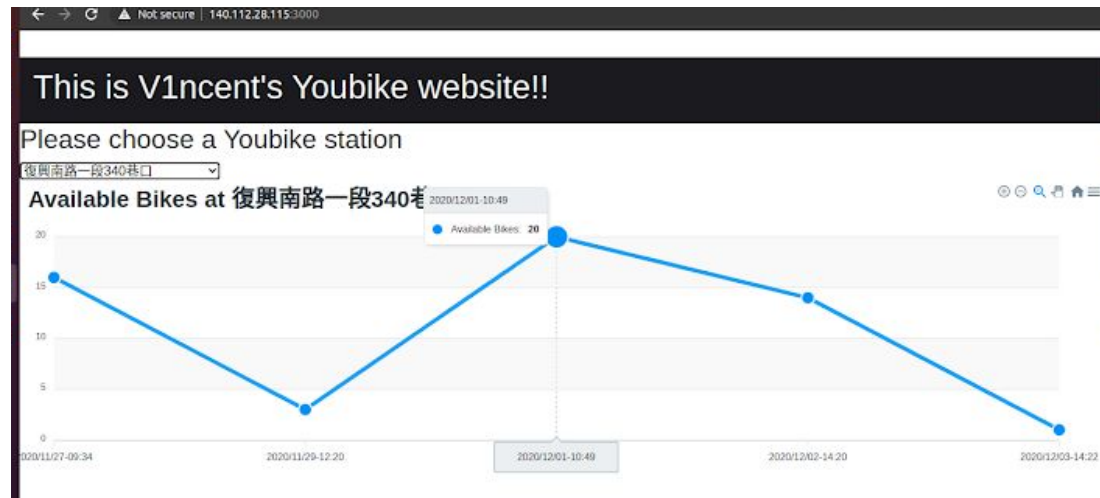 Not secure | 140.112.28.115:3000
This is V1ncent's Youbike website!!
Please choose a Youbike station
復興南路一段340巷口
Available Bikes at 復興南路一段340
2020/12/01-10:49
Available Bikes: 20
20
15
10
5
0
2020/11/27-09:34
2020/11/29-12:20
2020/12/01-10:49
2020/12/02-14:20
2020/12/03-14:22